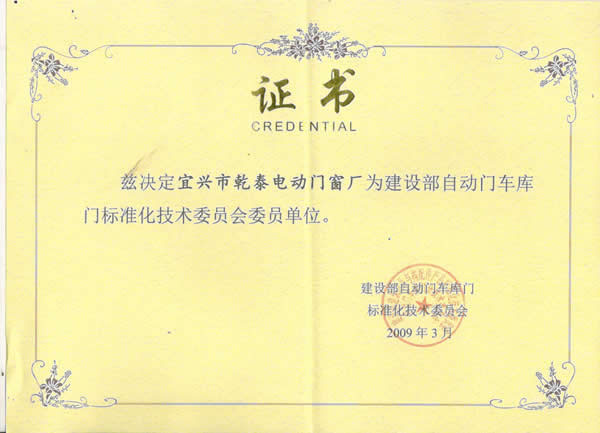 证书
CREDENTIAL
兹决定宜兴市乾泰电动门窗厂为建设部自动门车库
门标准化技术委员会委员单位。
建设部自动门车库门
标准化技术委员会
2009年3月